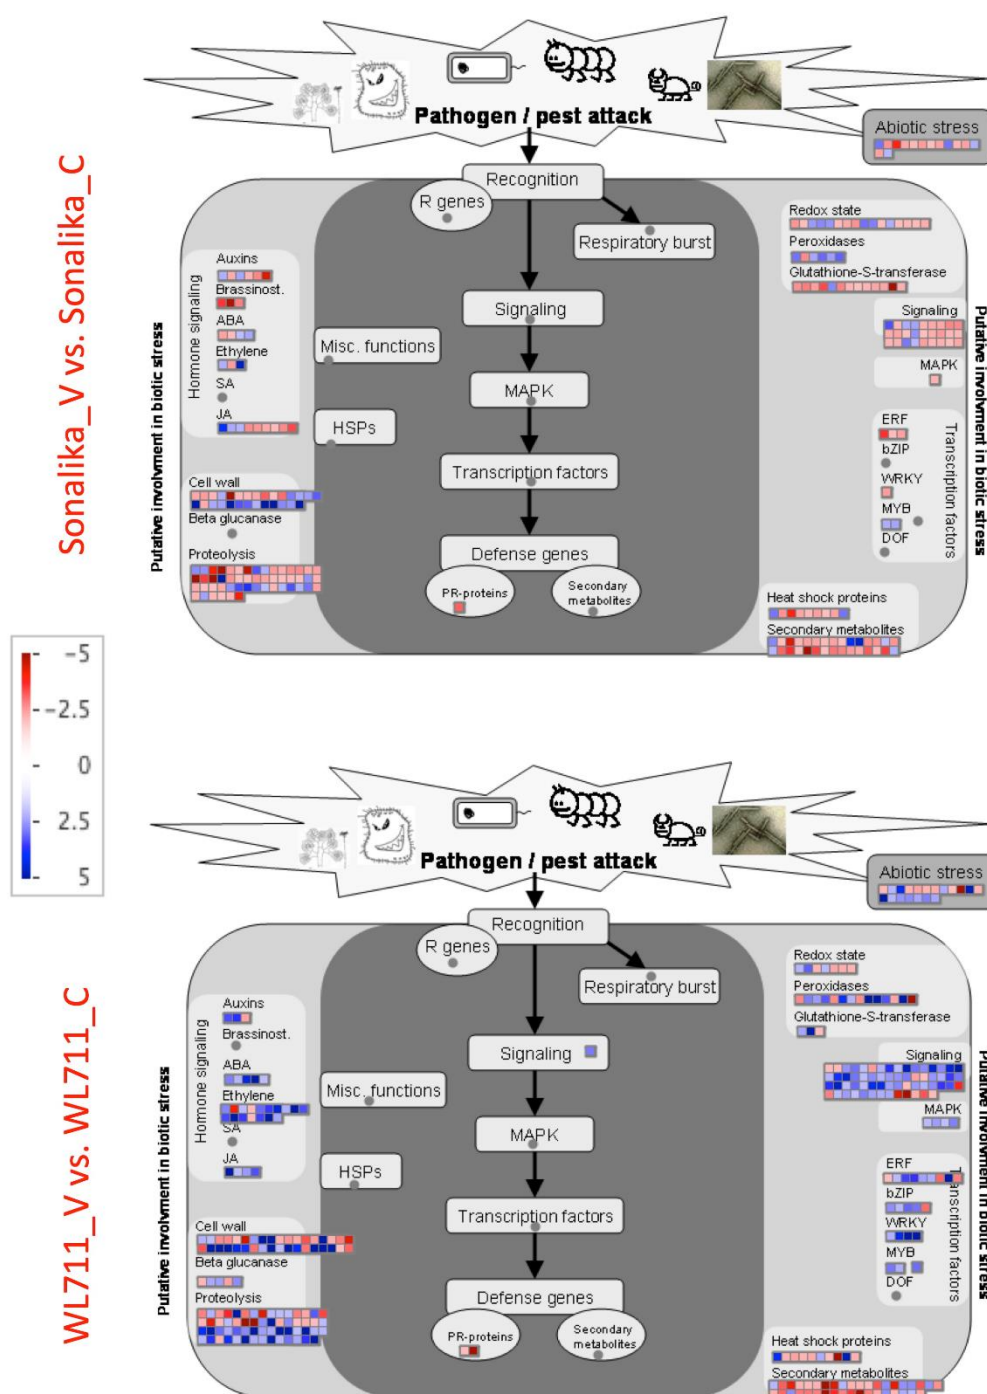 Sonalika_V vs. Sonalika_C
Pathogen / pest attack
Abiotic stress
Recognition
R genes
Respiratory burst
Redox state
Peroxidases
Glutathione-S-transferase
Hormone signaling
Auxins
Brassinost.
ABA
Ethylene
SA
JA
Misc. functions
HSPs
Signaling
MAPK
Transcription factors
Defense genes
PR-proteins
Secondary
metabolites
Signaling
MAPK
ERF
bZIP
WRKY
MYB
DOF
Transcription factors
Cell wall
Beta glucanase
Proteolysis
Heat shock proteins
Secondary metabolites
Putative involvment in biotic stress
Putative involvment in biotic stress
-5
-2.5
0
2.5
5
WL711_V vs. WL711_C
Pathogen / pest attack
Abiotic stress
Recognition
R genes
Respiratory burst
Redox state
Peroxidases
Glutathione-S-transferase
Hormone signaling
Auxins
Brassinost.
ABA
Ethylene
SA
JA
Misc. functions
HSPs
Signaling
MAPK
Transcription factors
Defense genes
PR-proteins
Secondary
metabolites
Signaling
MAPK
ERF
bZIP
WRKY
MYB
DOF
Transcription factors
Cell wall
Beta glucanase
Proteolysis
Heat shock proteins
Secondary metabolites
Putative involvment in biotic stress
Putative involvment in biotic stress